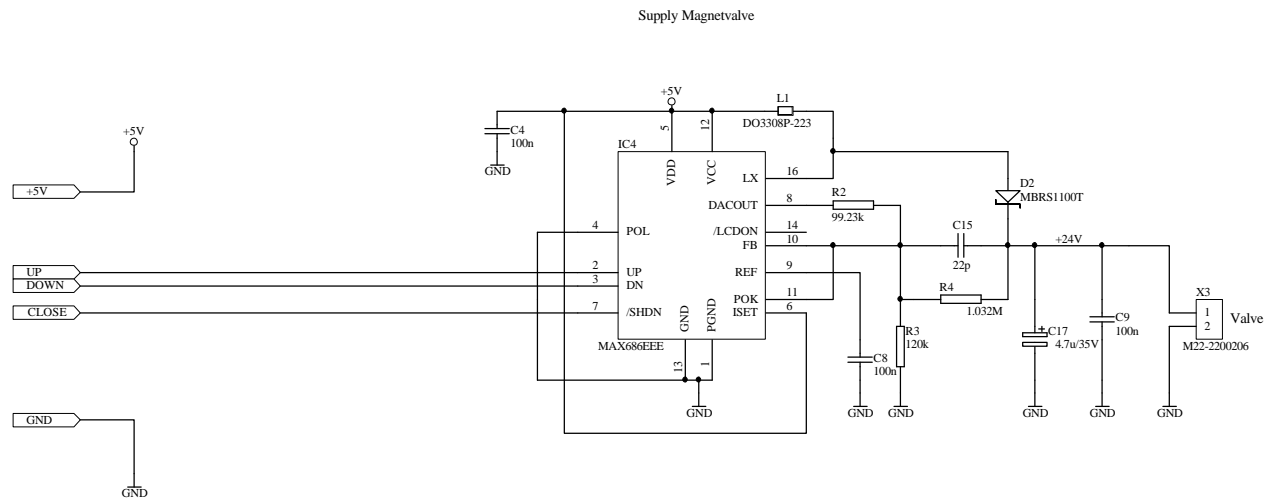 Supply Magnetvalve
+5V
L1
DO3308P-223
C4
100n
GND
5
12
IC4
VDD
VCC
LX
16
+5V
+5V
D2
MBRS1100T
DACOUT
8
R2
99.23k
4
POL
/LCDON
14
C15
22p
FB
10
+24V
UP
2
UP
REF
9
DOWN
3
DN
R4
1.032M
POK
11
X3
CLOSE
7
/SHDN
GND
PGND
ISET
6
1
2
Valve
R3
120k
C17
4.7u/35V
+
C9
100n
MAX686EEE
M22-2200206
13
1
C8
100n
GND
GND
GND
GND
GND
GND
GND
GND